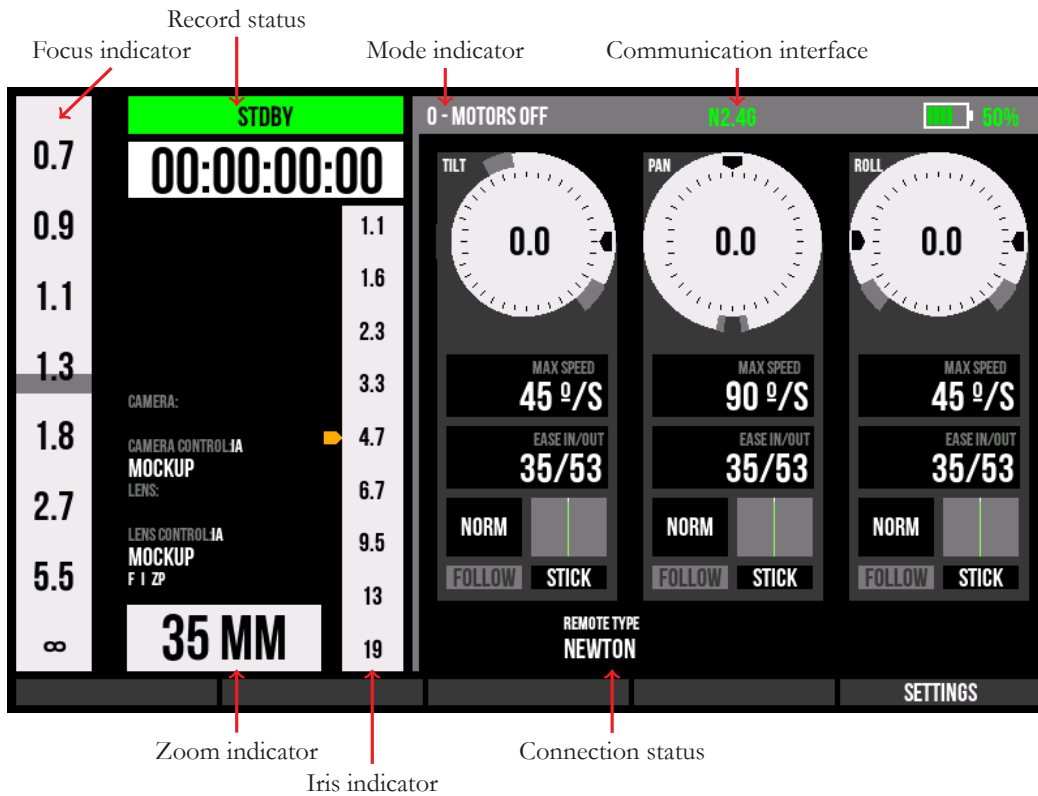 Record status
Focus indicator
Mode indicator
Communication interface
STDBY
0 - MOTORS OFF
N2.4G
50%
00:00:00:00
0.7
0.9
1.1
1.3
1.8
2.7
5.5
∞
CAMERA:
CAMERA CONTROL:IA
MOCKUP
LENS:
LENS CONTROL:IA
MOCKUP
F I ZP
35 MM
1.1
1.6
2.3
3.3
4.7
6.7
9.5
13
19
TILT
0.0
MAX SPEED
45 º/S
EASE IN/OUT
35/53
NORM
FOLLOW STICK
PAN
0.0
MAX SPEED
90 º/S
EASE IN/OUT
35/53
NORM
FOLLOW STICK
ROLL
0.0
MAX SPEED
45 º/S
EASE IN/OUT
35/53
NORM
FOLLOW STICK
REMOTE TYPE
NEWTON
SETTINGS
Zoom indicator
Connection status
Iris indicator